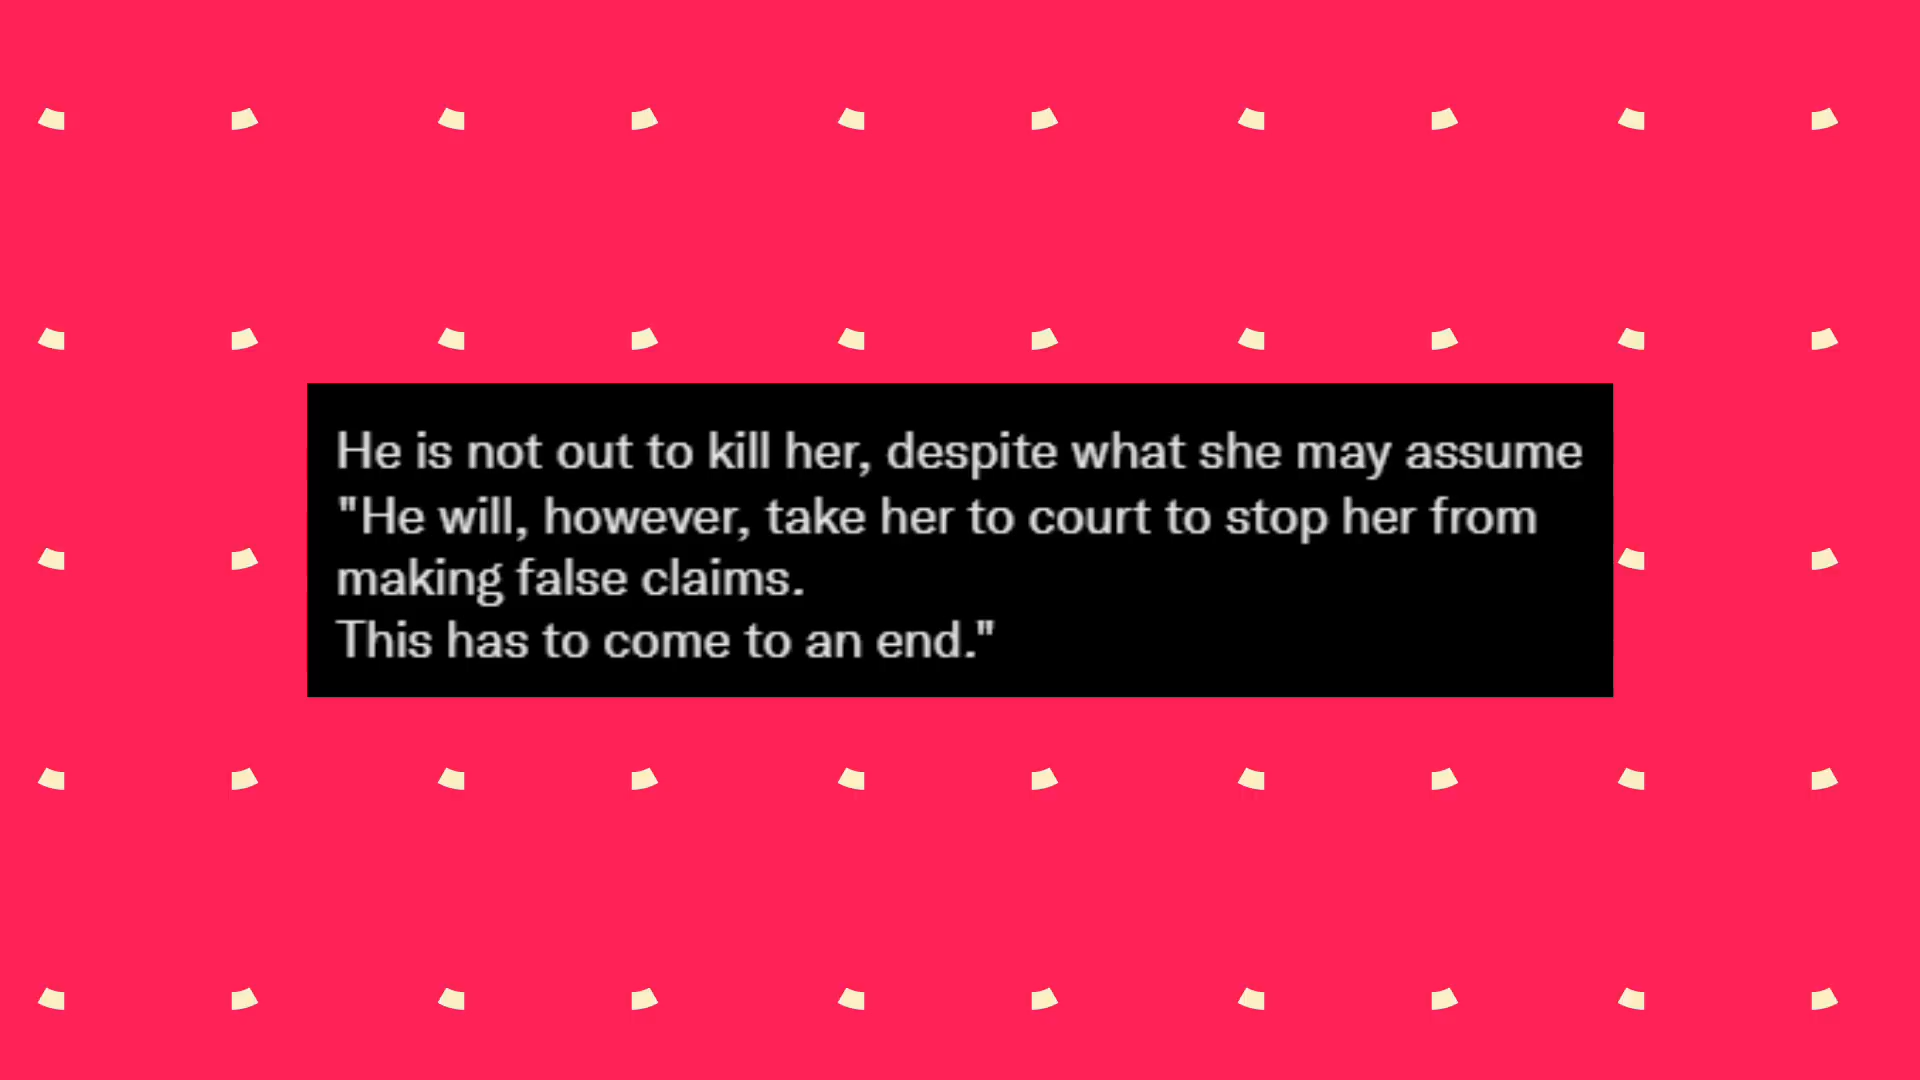 He is not out to kill her, despite what she may assume
"He will, however, take her to court to stop her from
making false claims.
This has to come to an end."